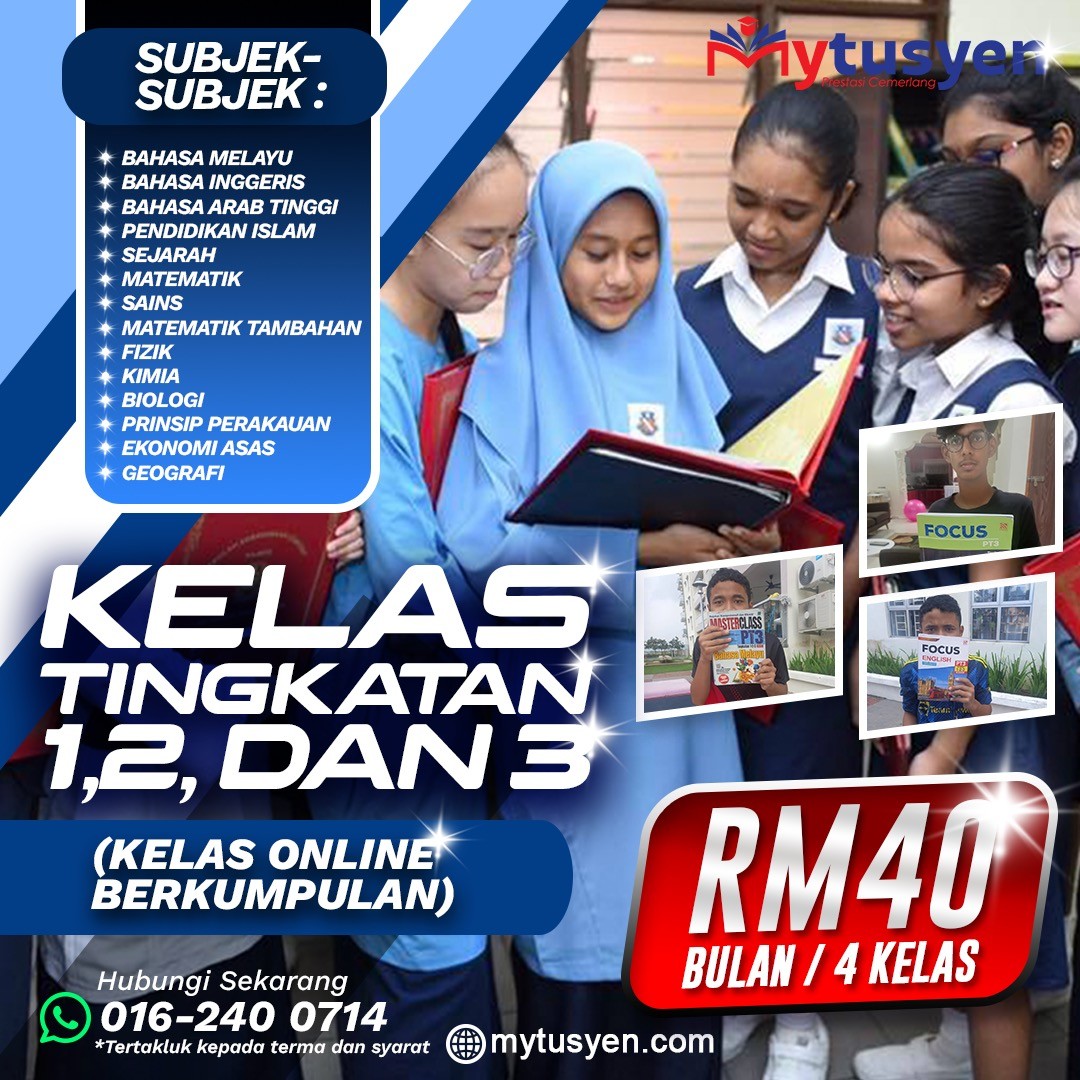 SUBJEK-
SUBJEK :
BAHASA MELAYU
BAHASA INGGERIS
BAHASA ARAB TINGGI
PENDIDIKAN ISLAM
SEJARAH
MATEMATIK
SAINS
MATEMATIK TAMBAHAN
FIZIK
KIMIA
BIOLOGI
PRINSIP PERAKAUAN
EKONOMI ASAS
GEOGRAFI
Mytusyen
Prestasi Cemerlang
FOCUS
PT3
MASTERCLASS
PT3
Bahasa Melayu
FOCUS
ENGLISH
PT3
KELAS
TINGKATAN
1,2, DAN 3
(KELAS ONLINE
BERKUMPULAN)
RM40
BULAN / 4 KELAS
Hubungi Sekarang
016-240 0714
*Tertakluk kepada terma dan syarat
mytusyen.com